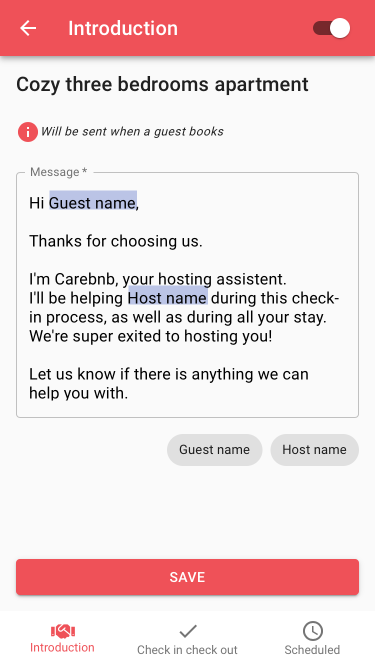 Introduction
Cozy three bedrooms apartment
Will be sent when a guest books
Message *
Hi Guest name,
Thanks for choosing us.
I'm Carebnb, your hosting assistent.
I'll be helping Host name during this check-
in process, as well as during all your stay.
We're super exited to hosting you!
Let us know if there is anything we can
help you with.
Guest name Host name
SAVE
Introduction Check in check out Scheduled